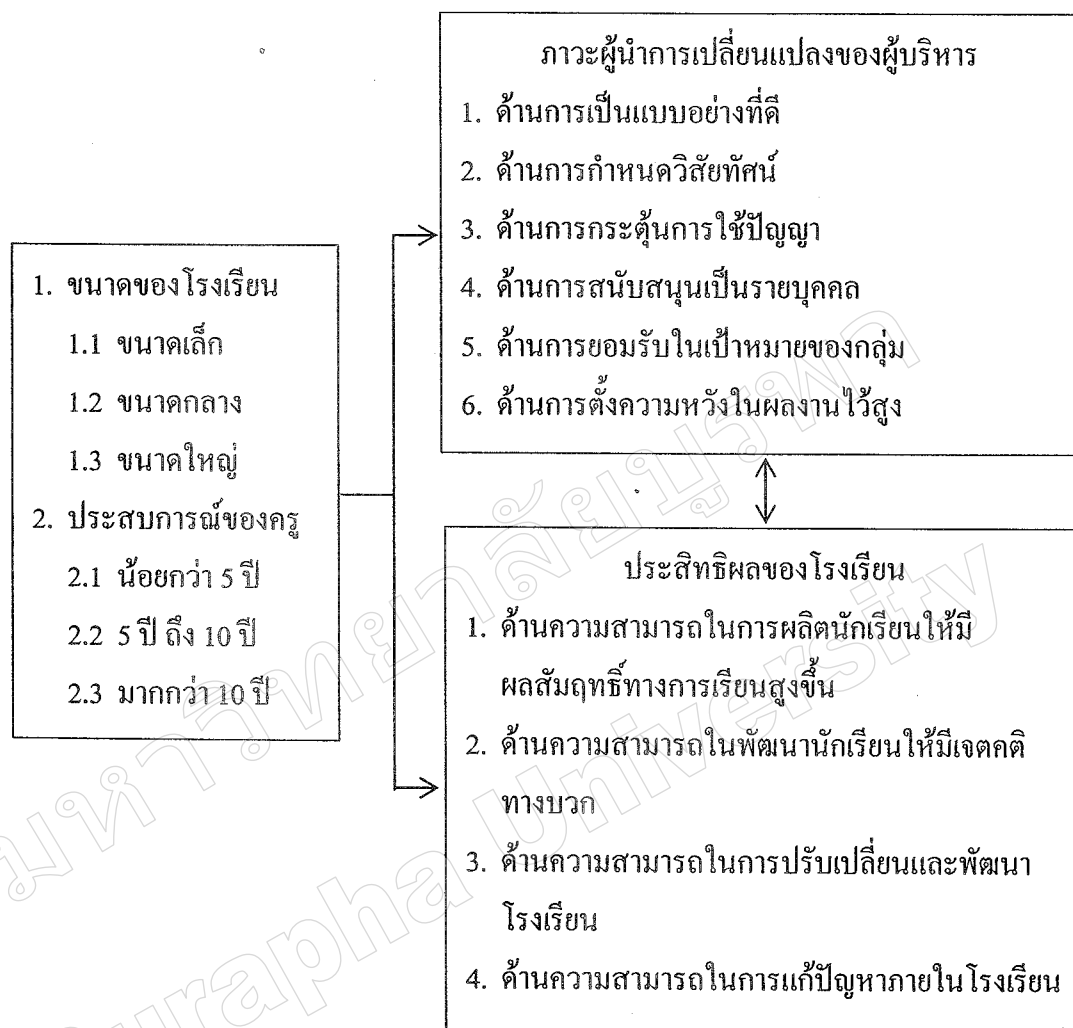 ภาวะผู้นำการเปลี่ยนแปลงของผู้บริหาร
1. ด้านการเป็นแบบอย่างที่ดี
2. ด้านการกำหนดวิสัยทัศน์
3. ด้านการกระตุ้นการใช้ปัญญา
4. ด้านการสนับสนุนเป็นรายบุคคล
5. ด้านการยอมรับในเป้าหมายของกลุ่ม
6. ด้านการตั้งความหวังในผลงานไว้สูง
1. ขนาดของโรงเรียน
1.1 ขนาดเล็ก
1.2 ขนาดกลาง
1.3 ขนาดใหญ่
2. ประสบการณ์ของครู
2.1 น้อยกว่า 5 ปี
2.2 5 ปี ถึง 10 ปี
2.3 มากกว่า 10 ปี
ประสิทธิผลของโรงเรียน
1. ด้านความสามารถในการผลิตนักเรียนให้มี
ผลสัมฤทธิ์ทางการเรียนสูงขึ้น
2. ด้านความสามารถในพัฒนานักเรียนให้มีเจตคติ
ทางบวก
3. ด้านความสามารถในการปรับเปลี่ยนและพัฒนา
โรงเรียน
4. ด้านความสามารถในการแก้ปัญหาภายในโรงเรียน
มหาวิทยาลัยบูรพา
Burapha University